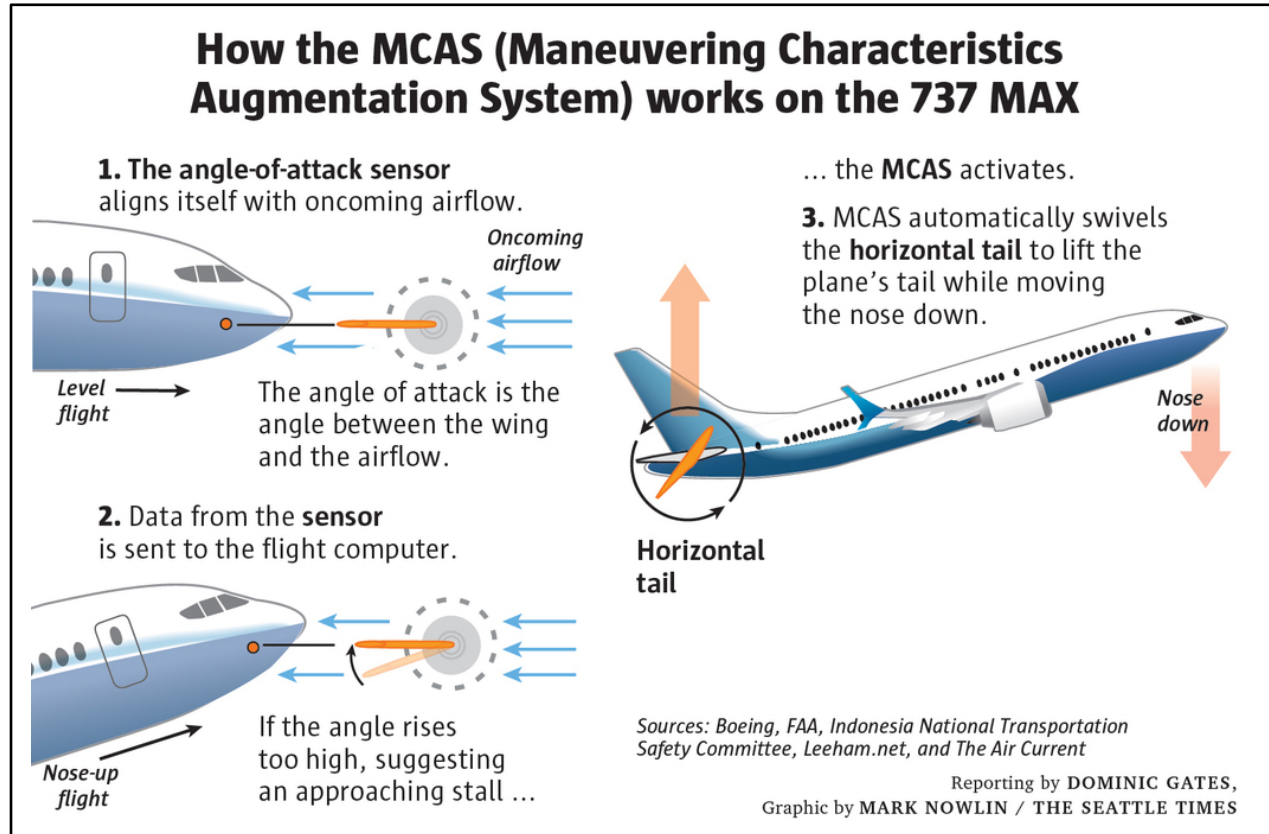 How the MCAS (Maneuvering Characteristics
Augmentation System) works on the 737 MAX
1. The angle-of-attack sensor
aligns itself with oncoming airflow.
Oncoming
airflow
Level
flight
The angle of attack is the
angle between the wing
and the airflow.
2. Data from the sensor
is sent to the flight computer.
Nose-up
flight
If the angle rises
too high, suggesting
an approaching stall ...
... the MCAS activates.
3. MCAS automatically swivels
the horizontal tail to lift the
plane's tail while moving
the nose down.
Nose
down
Horizontal
tail
Sources: Boeing, FAA, Indonesia National Transportation
Safety Committee, Leeham.net, and The Air Current
Reporting by DOMINIC GATES,
Graphic by MARK NOWLIN / THE SEATTLE TIMES